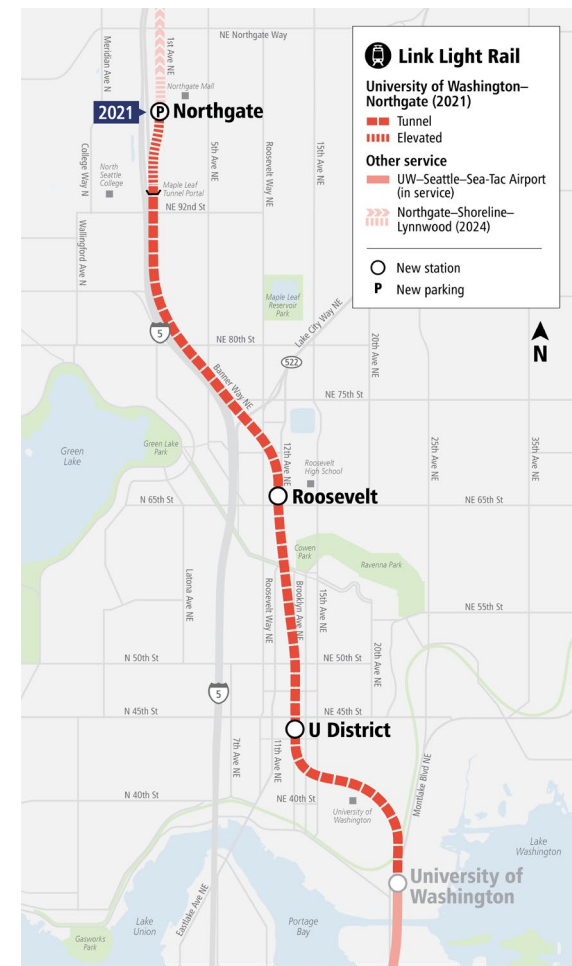 NE Northgate Way
Meridian Ave N
1st Ave NE
Northgate Mall
2021
P Northgate
College Way N
North
Seattle
College
5th Ave NE
Roosevelt Way NE
15th Ave NE
Maple Leaf
Tunnel Portal
NE 92nd St
Wallingford Ave N
Link Light Rail
University of Washington–
Northgate (2021)
Tunnel
Elevated
Other service
UW–Seattle–Sea-Tac Airport
(in service)
Northgate–Shoreline–
Lynnwood (2024)
New station
P New parking
N
Maple Leaf
Reservoir
Park
Lake City Way NE
5
NE 80th St
522
20th Ave NE
Banner Way NE
NE 75th St
Green
Lake
Green Lake
Park
12th Ave NE
Roosevelt
High School
25th Ave NE
35th Ave NE
Roosevelt
N 65th St
NE 65th St
Cowen
Park
Ravenna Park
Latona Ave NE
Roosevelt Way NE
Brooklyn Ave NE
15th Ave NE
NE 55th St
20th Ave NE
N 50th St
NE 50th St
5
N 45th St
NE 45th St
U District
7th Ave NE
11th Ave NE
Montlake Blvd NE
N 40th St
NE 40th St
University of
Washington
Lake
Washington
University of
Washington
Eastlake Ave NE
Lake
Union
Portage
Bay
Gasworks
Park